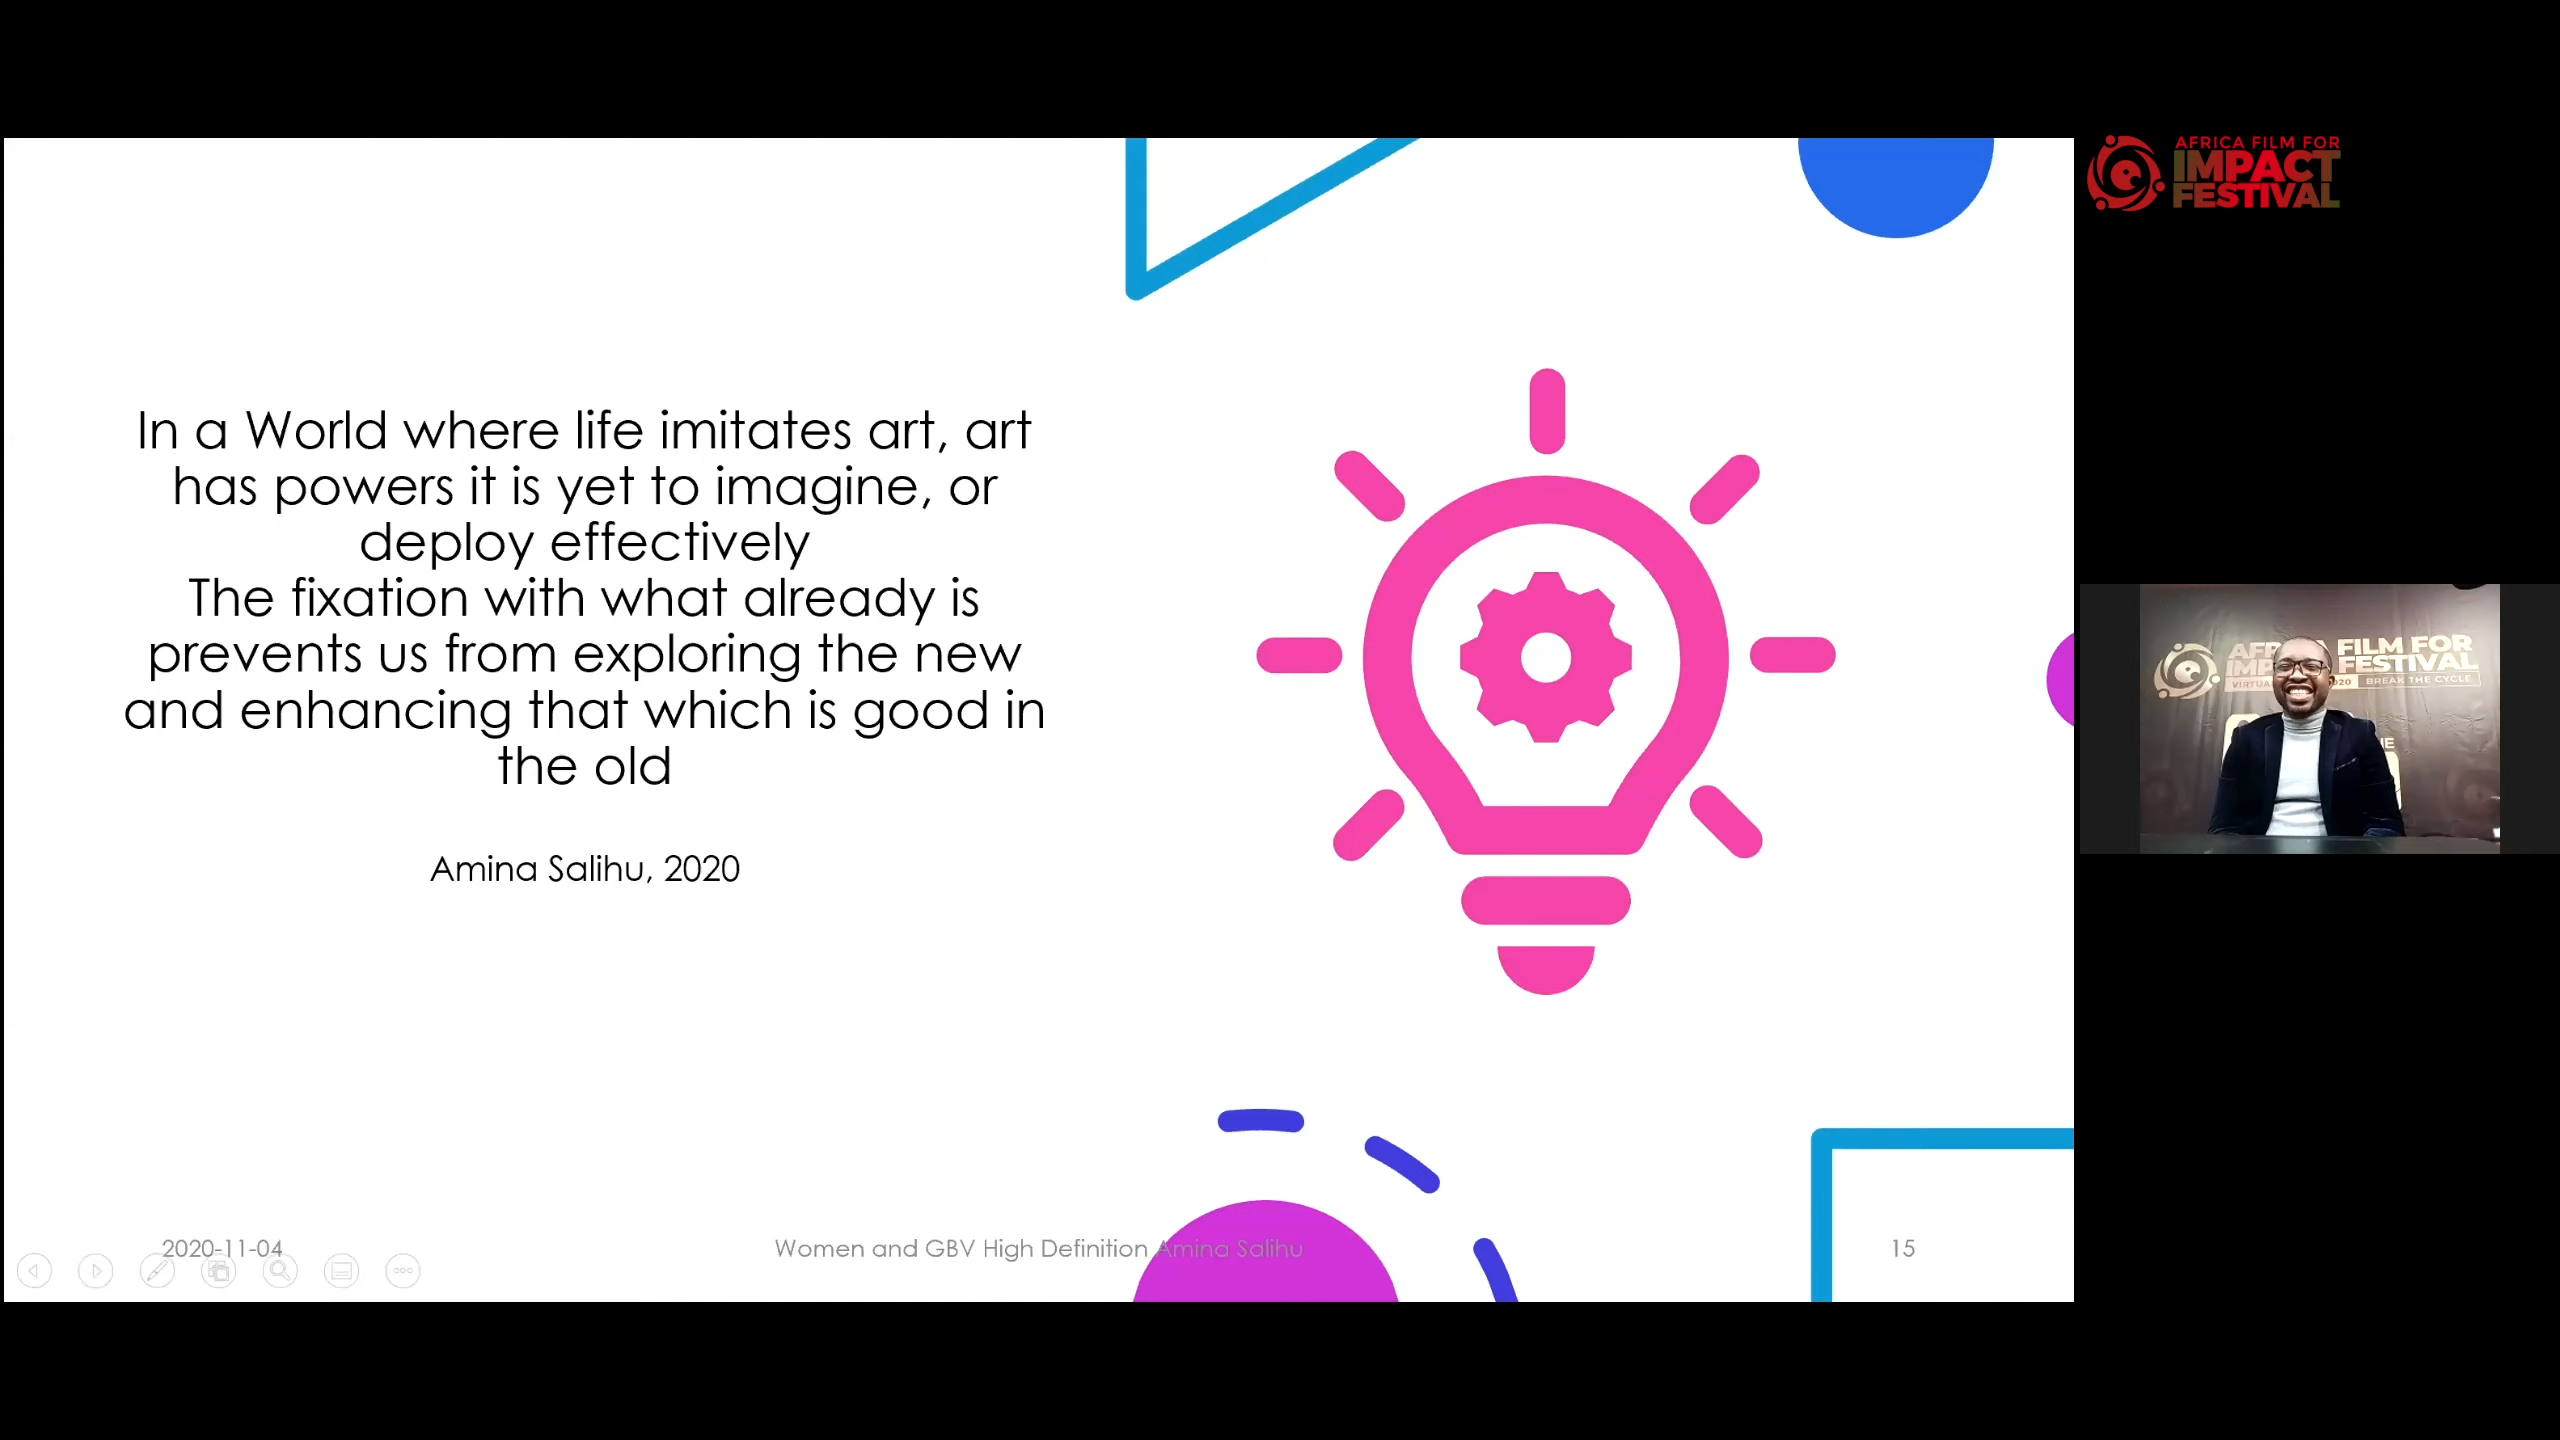 In a World where life imitates art, art
has powers it is yet to imagine, or
deploy effectively
The fixation with what already is
prevents us from exploring the new
and enhancing that which is good in
the old
Amina Salihu, 2020
2020-11-04
Women and GBV High Definition Amina Salihu
15
AFRICA FILM FOR
IMPACT
FESTIVAL
FILM FOR
FESTIVAL
BREAK THE CYCLE